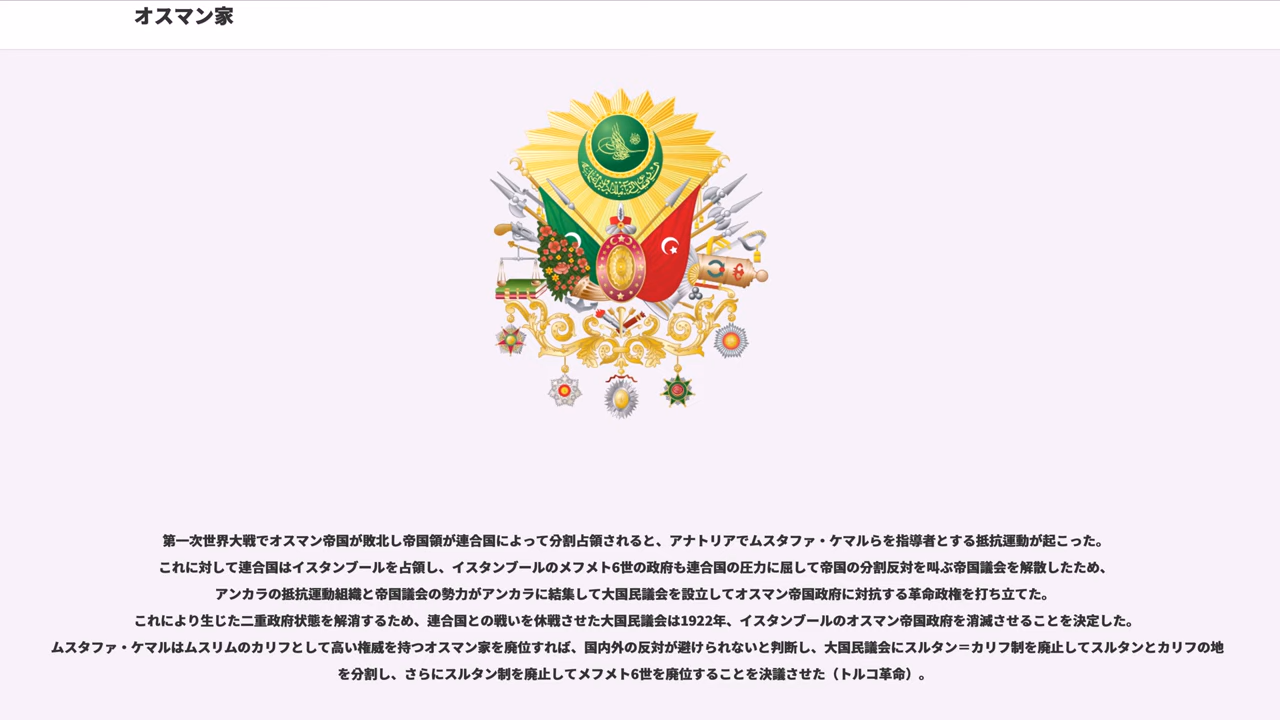 オスマン家
第一次世界大戦でオスマン帝国が敗北し帝国領が連合国によって分割占領されると、アナトリアでムスタファ・ケマルらを指導者とする抵抗運動が起こった。
これに対して連合国はイスタンブールを占領し、イスタンブールのメフメト6世の政府も連合国の圧力に屈して帝国の分割反対を叫ぶ帝国議会を解散したため、
アンカラの抵抗運動組織と帝国議会の勢力がアンカラに結集して大国民議会を設立してオスマン帝国政府に対抗する革命政権を打ち立てた。
これにより生じた二重政府状態を解消するため、連合国との戦いを休戦させた大国民議会は1922年、イスタンブールのオスマン帝国政府を消滅させることを決定した。
ムスタファ・ケマルはムスリムのカリフとして高い権威を持つオスマン家を廃位すれば、国内外の反対が避けられないと判断し、大国民議会にスルタン＝カリフ制を廃止してスルタンとカリフの地
を分割し、さらにスルタン制を廃止してメフメト6世を廃位することを決議させた（トルコ革命）。